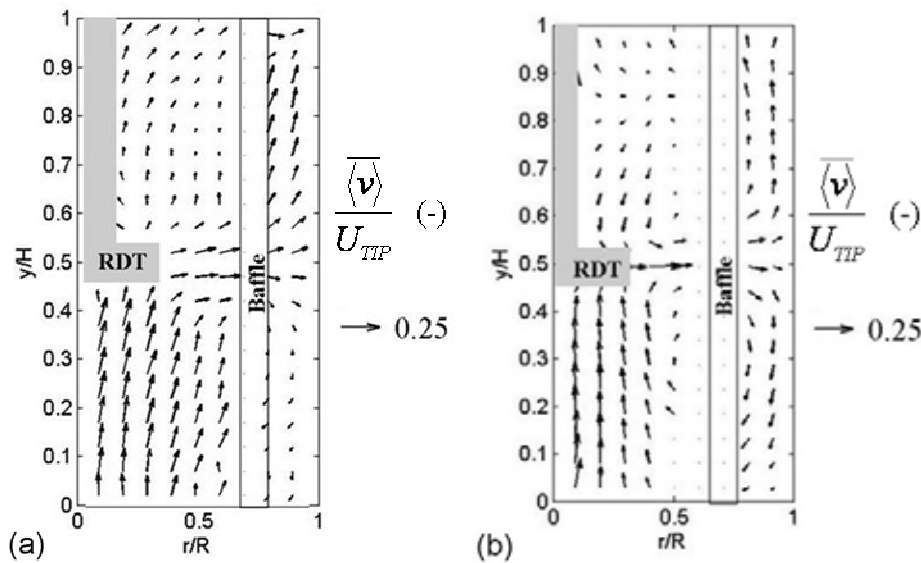 1
0.9
0.8
0.7
0.6
0.5
0.4
0.3
0.2
0.1
0
y/H
RDT
Baffle
0
0.5
1
r/R
(a)
⟨v⟩
U_TIP
(-)
0.25
1
0.9
0.8
0.7
0.6
0.5
0.4
0.3
0.2
0.1
0
y/H
RDT
Baffle
0
0.5
1
r/R
(b)
⟨v⟩
U_TIP
(-)
0.25